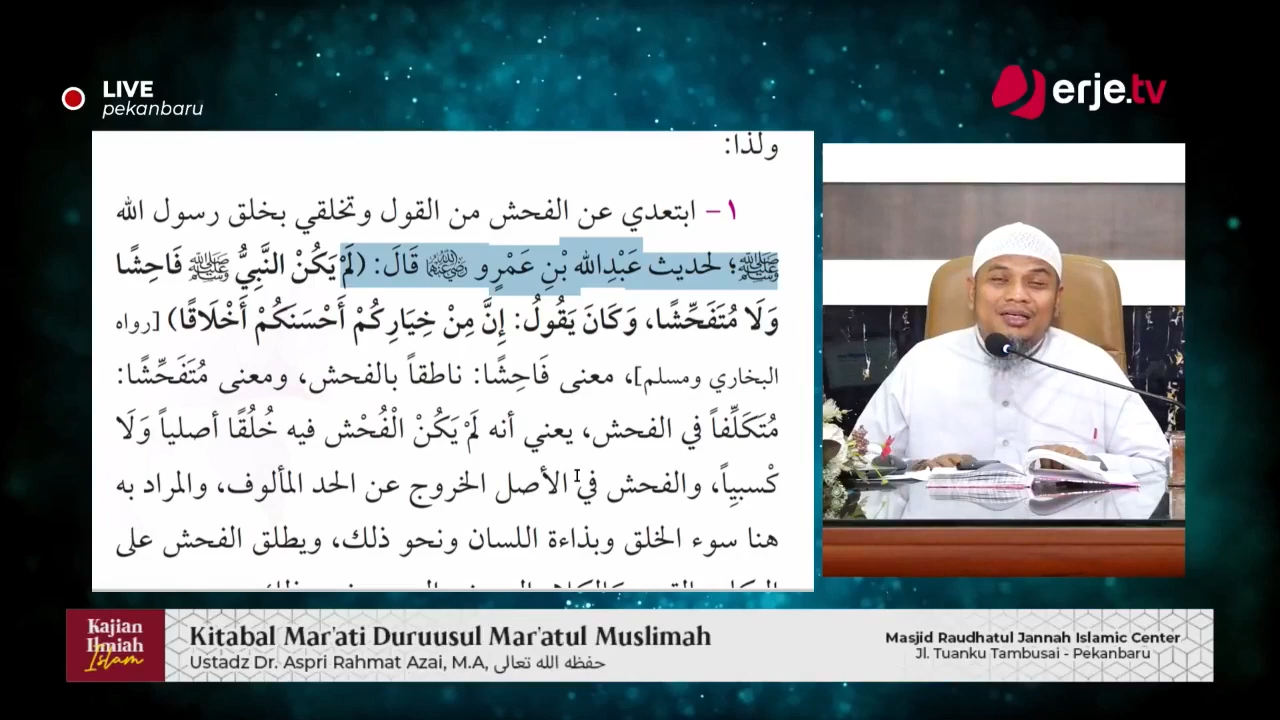 LIVE
pekanbaru
erje.tv
ولذا:
١- ابتعدي عن الفحش من القول وتخلقي بخلق رسول الله
ﷺ؛ لحديث عَبْدِالله بْنِ عَمْرٍو رضي الله عنهما قَالَ: (لَمْ يَكُنْ النَّبِيُّ ﷺ فَاحِشًا
وَلَا مُتَفَحِّشًا، وَكَانَ يَقُولُ: إِنَّ مِنْ خِيَارِكُمْ أَحْسَنَكُمْ أَخْلَاقًا) [رواه
البخاري ومسلم]، معنى فَاحِشًا: ناطقاً بالفحش، ومعنى مُتَفَحِّشًا:
مُتَكَلِّفاً في الفحش، يعني أنه لَمْ يَكُنْ الْفُحْش فيه خُلُقًا أصلياً وَلَا
كْسبِياً، والفحش في الأصل الخروج عن الحد المألوف، والمراد به
هنا سوء الخلق وبذاءة اللسان ونحو ذلك، ويطلق الفحش على
Kajian
Ilmiah
Islam
Kitabal Mar'ati Duruusul Mar'atul Muslimah
Ustadz Dr. Aspri Rahmat Azai, M.A, حفظه الله تعالى
Masjid Raudhatul Jannah Islamic Center
Jl. Tuanku Tambusai - Pekanbaru